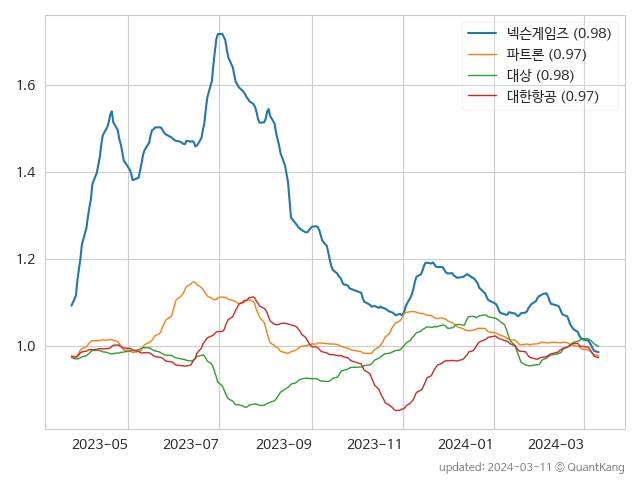 넥슨게임즈 (0.98)
파트론 (0.97)
대상 (0.98)
대한항공 (0.97)
1.6
1.4
1.2
1.0
2023-05 2023-07 2023-09 2023-11 2024-01 2024-03
updated: 2024-03-11 © QuantKang